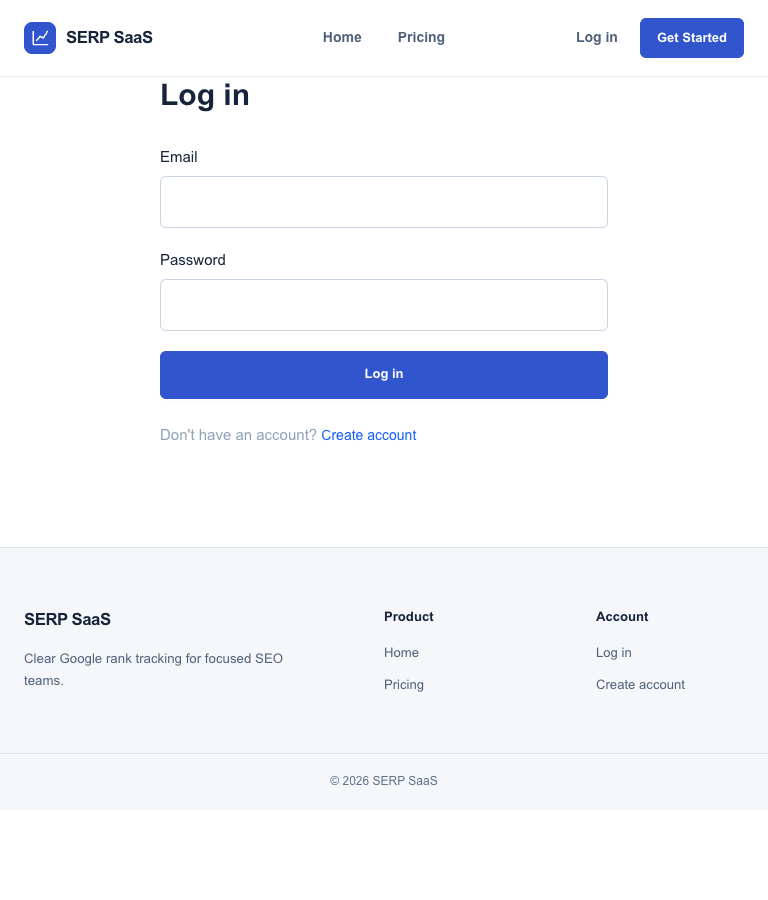 SERP SaaS
Home
Pricing
Log in
Get Started
Log in
Email
Password
Log in
Don't have an account? Create account
SERP SaaS
Clear Google rank tracking for focused SEO
teams.
Product
Home
Pricing
Account
Log in
Create account
© 2026 SERP SaaS